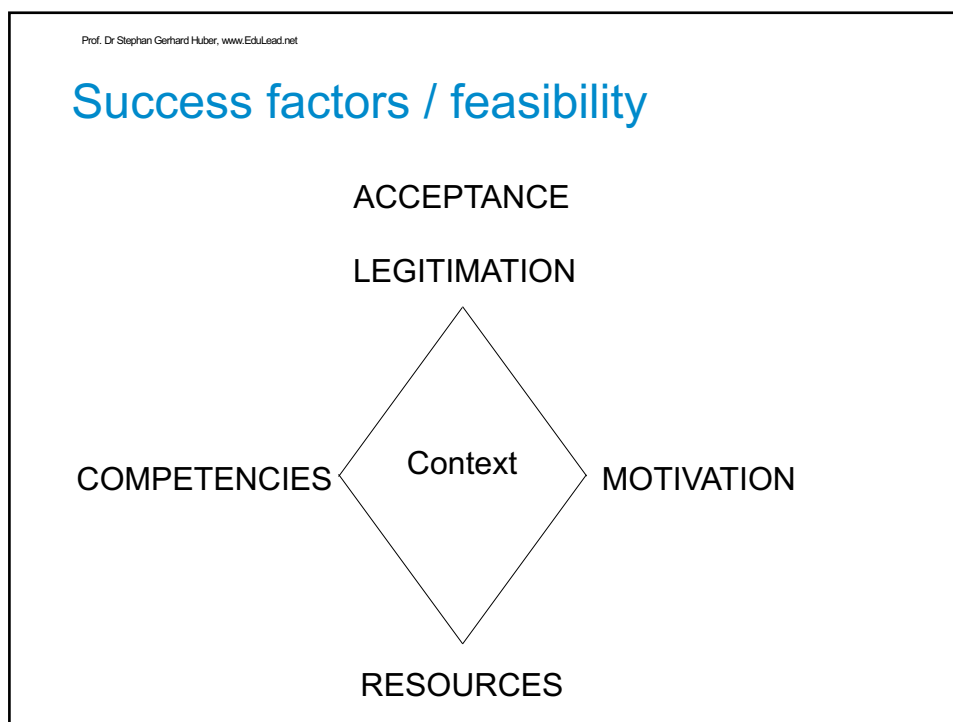 Prof. Dr Stephan Gerhard Huber, www.EduLead.net
Success factors / feasibility
ACCEPTANCE
LEGITIMATION
COMPETENCIES
Context
MOTIVATION
RESOURCES